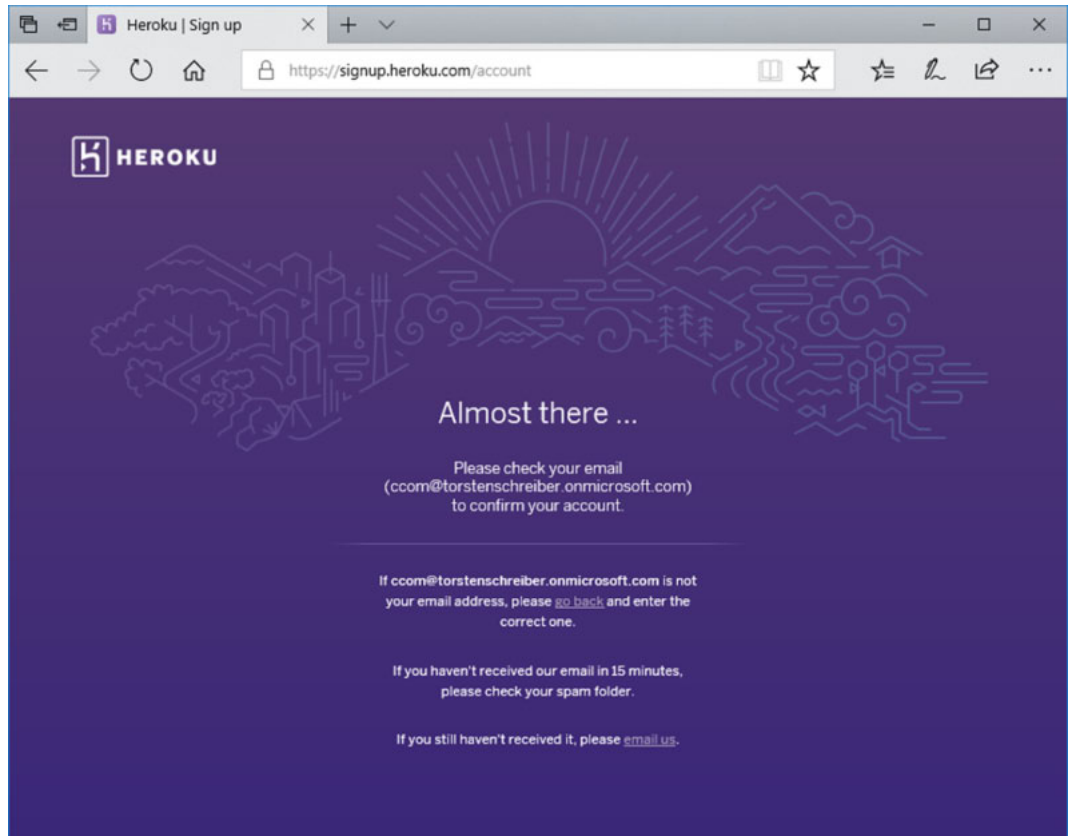 Heroku | Sign up
https://signup.heroku.com/account
HEROKU
Almost there ...
Please check your email
(ccom@torstenschreiber.onmicrosoft.com)
to confirm your account.
If ccom@torstenschreiber.onmicrosoft.com is not
your email address, please go back and enter the
correct one.
If you haven't received our email in 15 minutes,
please check your spam folder.
If you still haven't received it, please email us.